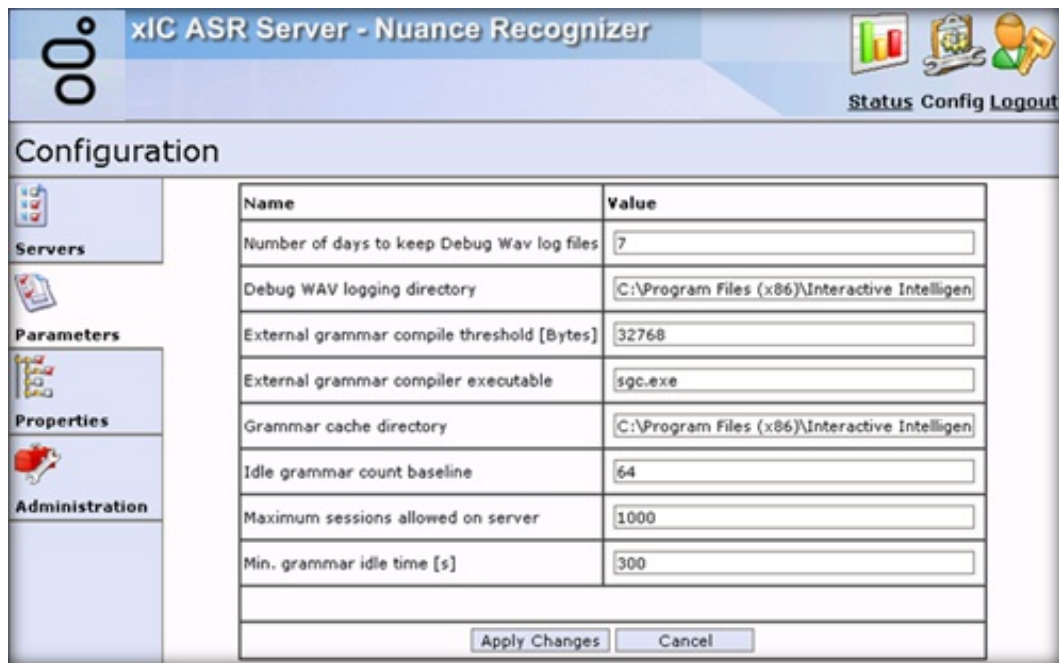 xIC ASR Server - Nuance Recognizer
Status Config Logout
Configuration
Servers
Parameters
Properties
Administration
Name Value
Number of days to keep Debug Wav log files 7
Debug WAV logging directory C:\Program Files (x86)\Interactive Intelligen
External grammar compile threshold [Bytes] 32768
External grammar compiler executable sgc.exe
Grammar cache directory C:\Program Files (x86)\Interactive Intelligen
Idle grammar count baseline 64
Maximum sessions allowed on server 1000
Min. grammar idle time [s] 300
Apply Changes Cancel